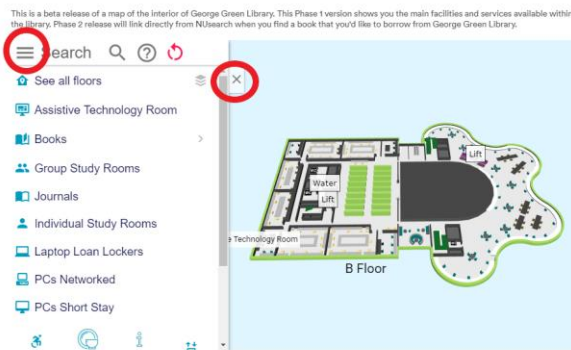 This is a beta release of a map of the interior of George Green Library. This Phase 1 version shows you the main facilities and services available within
the library. Phase 2 release will link directly from NUsearch when you find a book that you'd like to borrow from George Green Library.
Search
See all floors
Assistive Technology Room
Books
Group Study Rooms
Journals
Individual Study Rooms
Laptop Loan Lockers
PCs Networked
PCs Short Stay
Lift
Water
Lift
e Technology Room
B Floor